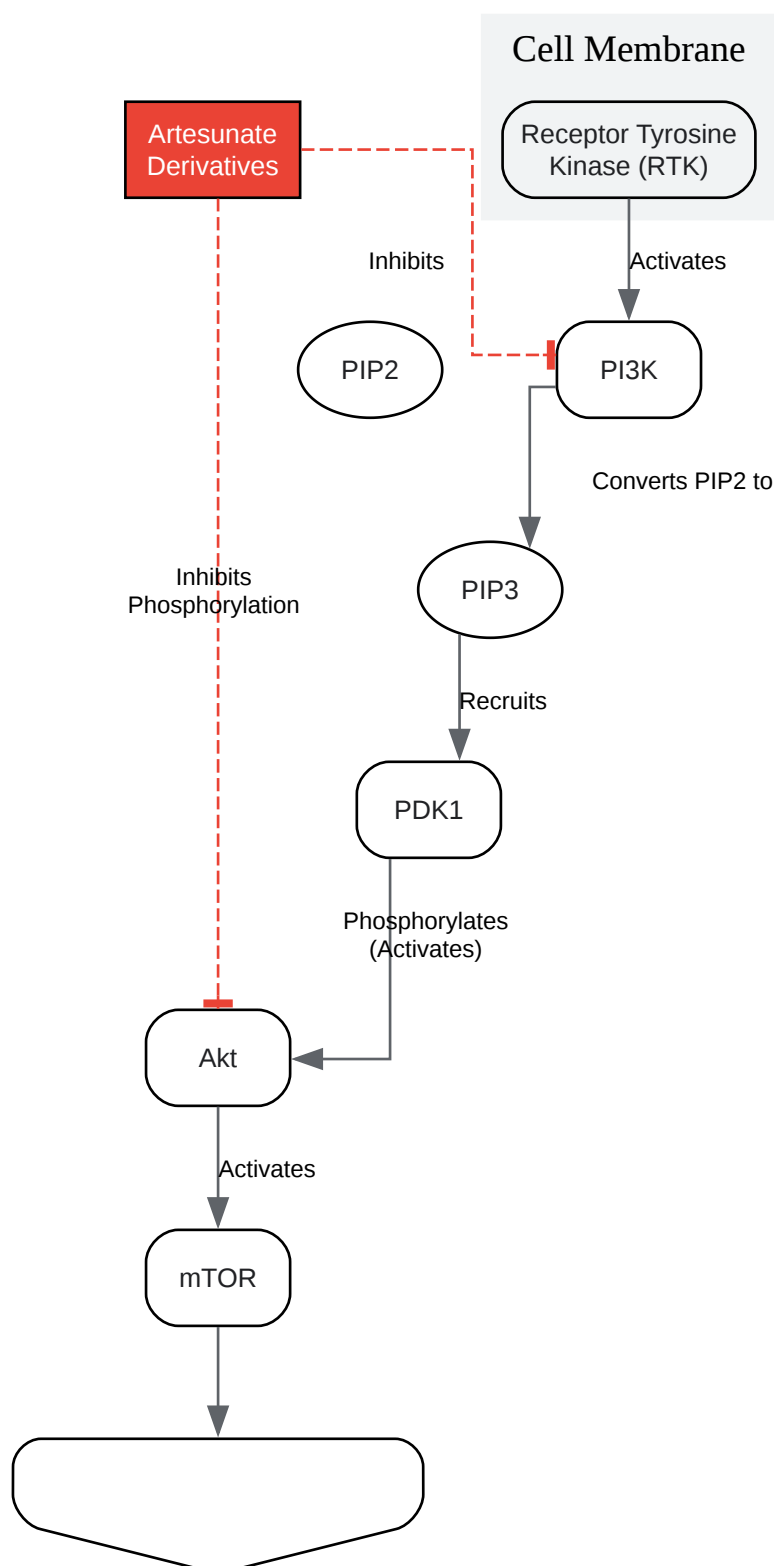 Cell Membrane
Artesunate
Derivatives
Receptor Tyrosine
Kinase (RTK)
Inhibits
Activates
PIP2
PI3K
Converts PIP2 to
Inhibits
Phosphorylation
PIP3
Recruits
PDK1
Phosphorylates
(Activates)
Akt
Activates
mTOR